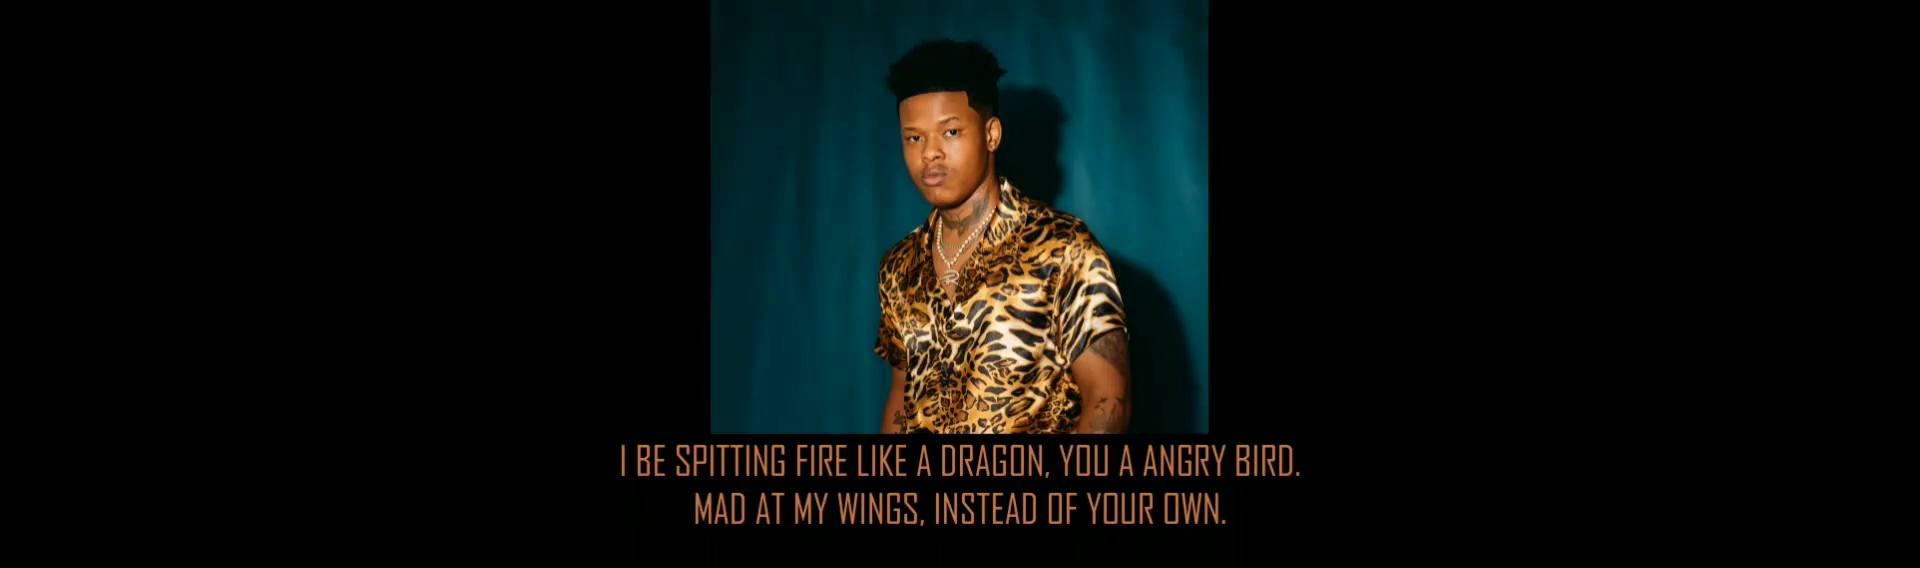 I BE SPITTING FIRE LIKE A DRAGON, YOU A ANGRY BIRD.
MAD AT MY WINGS, INSTEAD OF YOUR OWN.